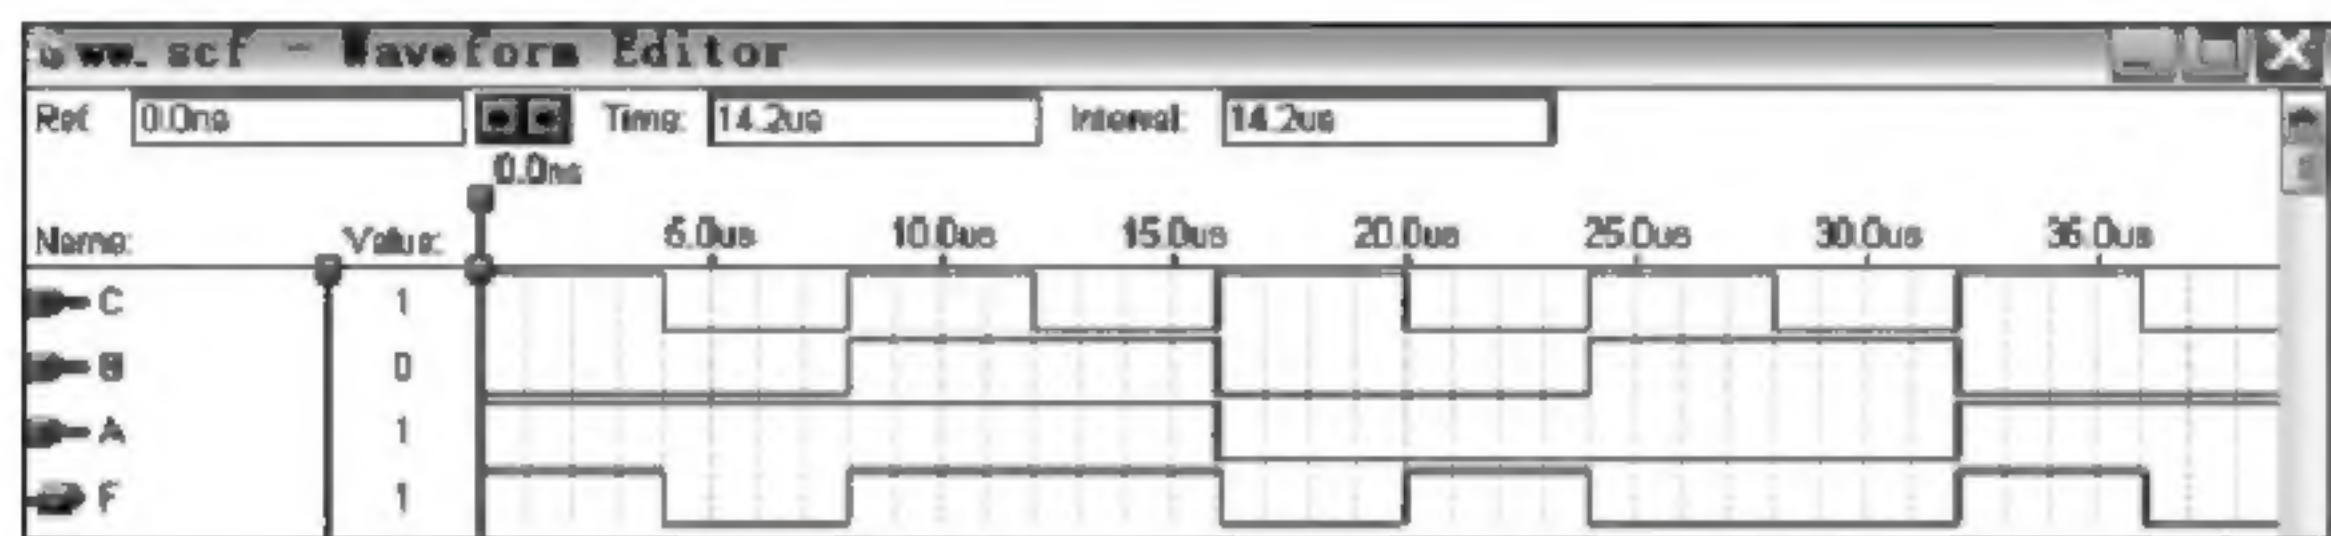 ww.scf - Waveform Editor
Ref: 0.0ns Time: 14.2us Interval: 14.2us
0.0ns
Name: Value: 5.0us 10.0us 15.0us 20.0us 25.0us 30.0us 35.0us
C 1
B 0
A 1
F 1